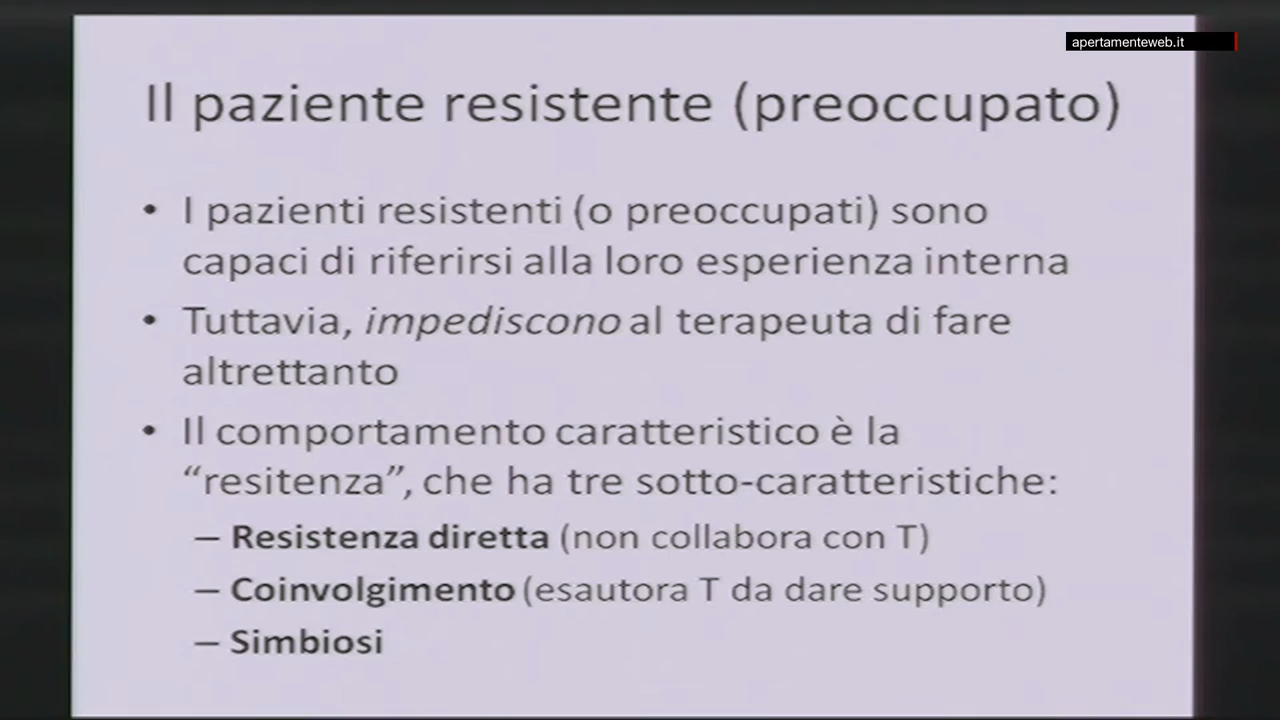 apertamenteweb.it
Il paziente resistente (preoccupato)
• I pazienti resistenti (o preoccupati) sono
capaci di riferirsi alla loro esperienza interna
• Tuttavia, impediscono al terapeuta di fare
altrettanto
• Il comportamento caratteristico è la
“resitenza”, che ha tre sotto-caratteristiche:
– Resistenza diretta (non collabora con T)
– Coinvolgimento (esautora T da dare supporto)
– Simbiosi